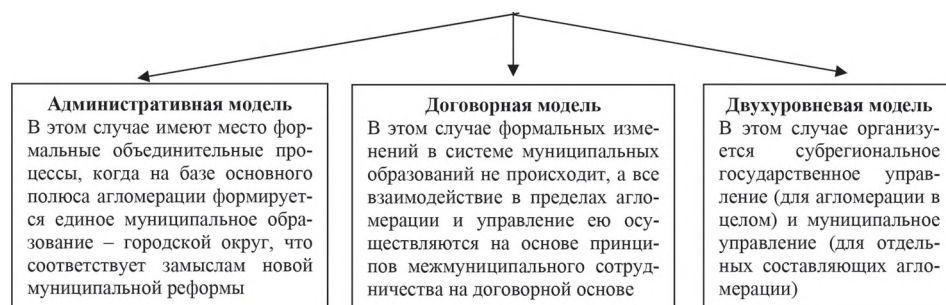 Административная модель
В этом случае имеют место фор-
мальные объединительные про-
цессы, когда на базе основного
полюса агломерации формирует-
ся единое муниципальное обра-
зование – городской округ, что
соответствует замыслам новой
муниципальной реформы
Договорная модель
В этом случае формальных изме-
нений в системе муниципальных
образований не происходит, а все
взаимодействие в пределах агло-
мерации и управление ею осу-
ществляются на основе принци-
пов межмуниципального сотруд-
ничества на договорной основе
Двухуровневая модель
В этом случае организу-
ется субрегиональное
государственное управ-
ление (для агломерации в
целом) и муниципальное
управление (для отдель-
ных составляющих агло-
мерации)